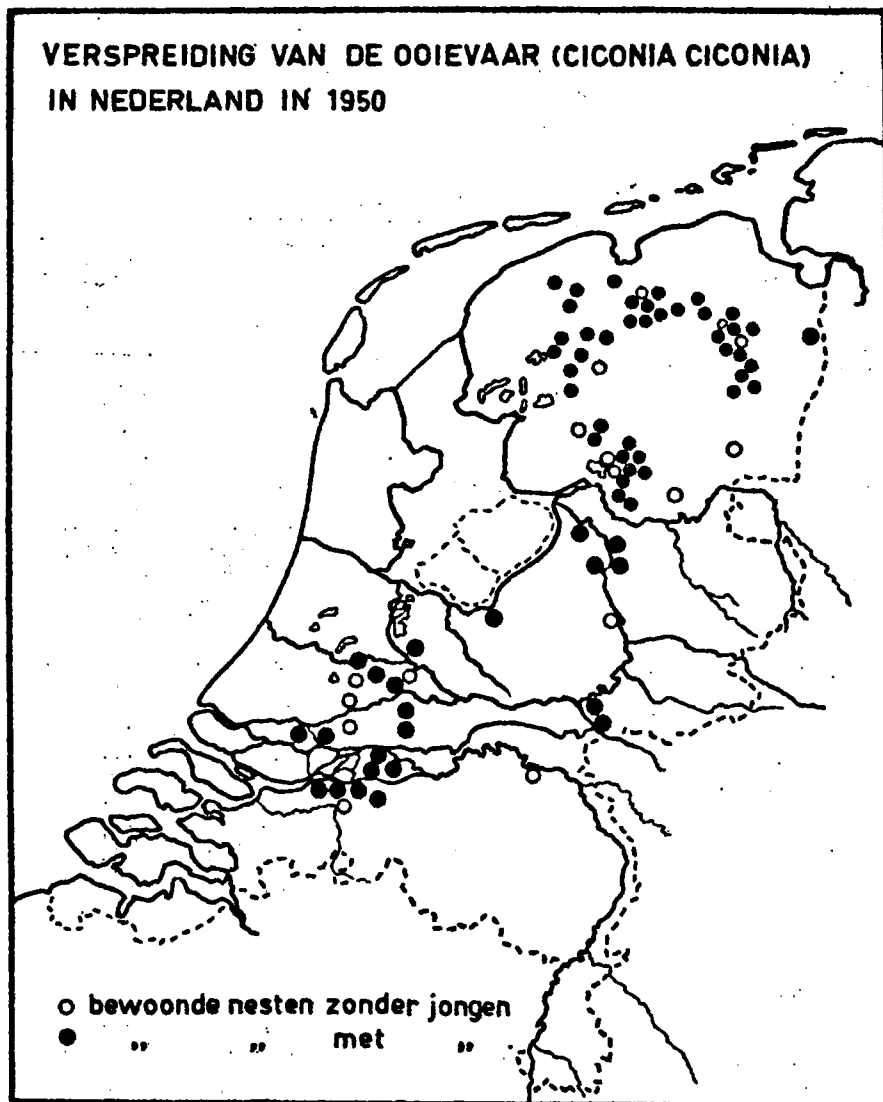 VERSPREIDING VAN DE OOIEVAAR (CICONIA CICONIA)
IN NEDERLAND IN 1950
bewoonde nesten zonder jongen
„ „ met „